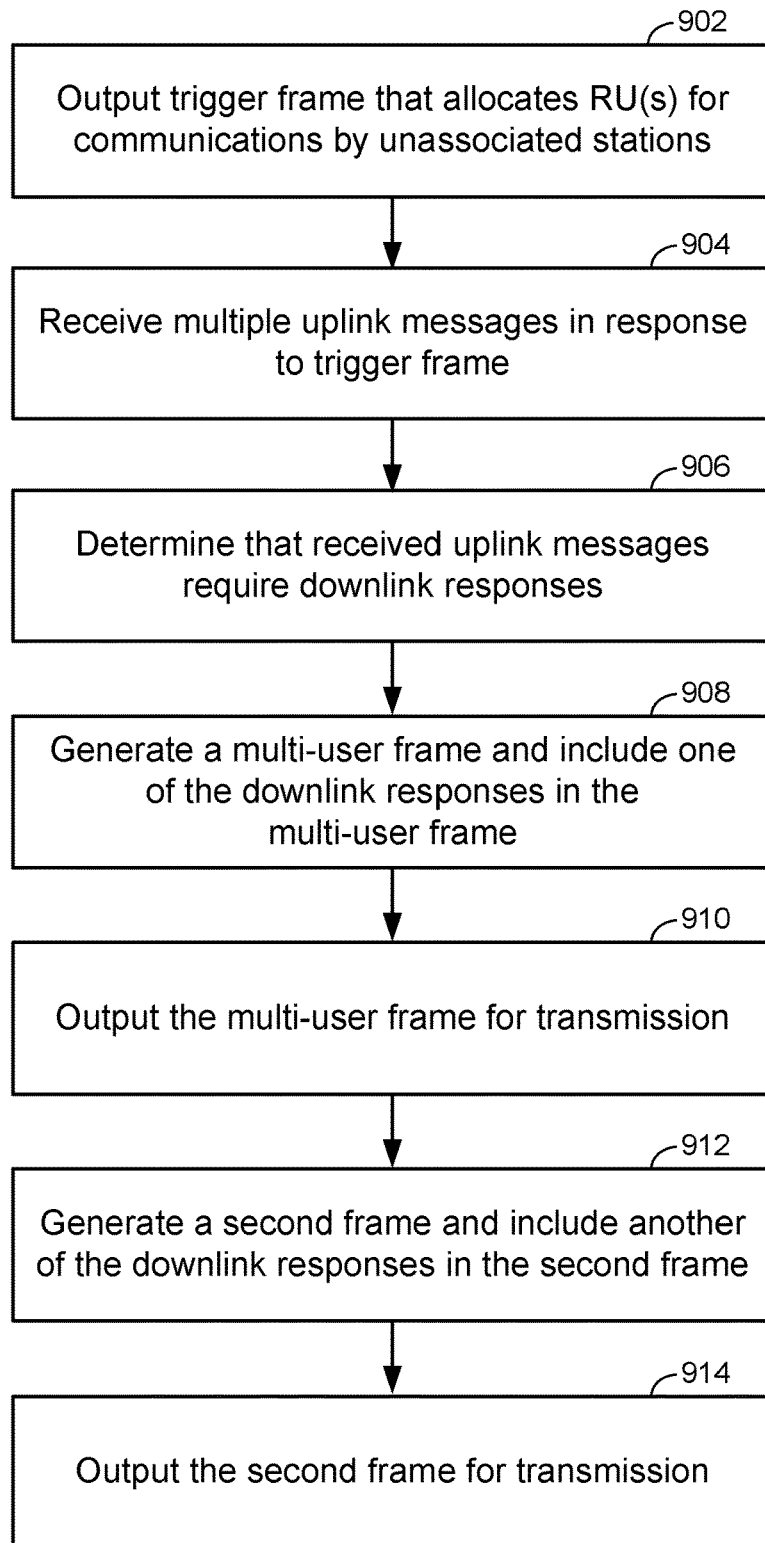 902
Output trigger frame that allocates RU(s) for
communications by unassociated stations
904
Receive multiple uplink messages in response
to trigger frame
906
Determine that received uplink messages
require downlink responses
908
Generate a multi-user frame and include one
of the downlink responses in the
multi-user frame
910
Output the multi-user frame for transmission
912
Generate a second frame and include another
of the downlink responses in the second frame
914
Output the second frame for transmission